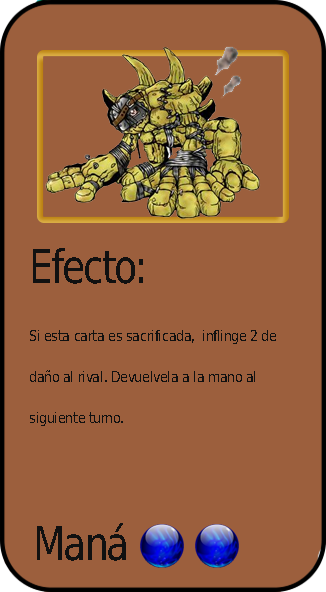 Efecto:
Si esta carta es sacrificada, inflinge 2 de
daño al rival. Devuelvela a la mano al
siguiente turno.
Maná